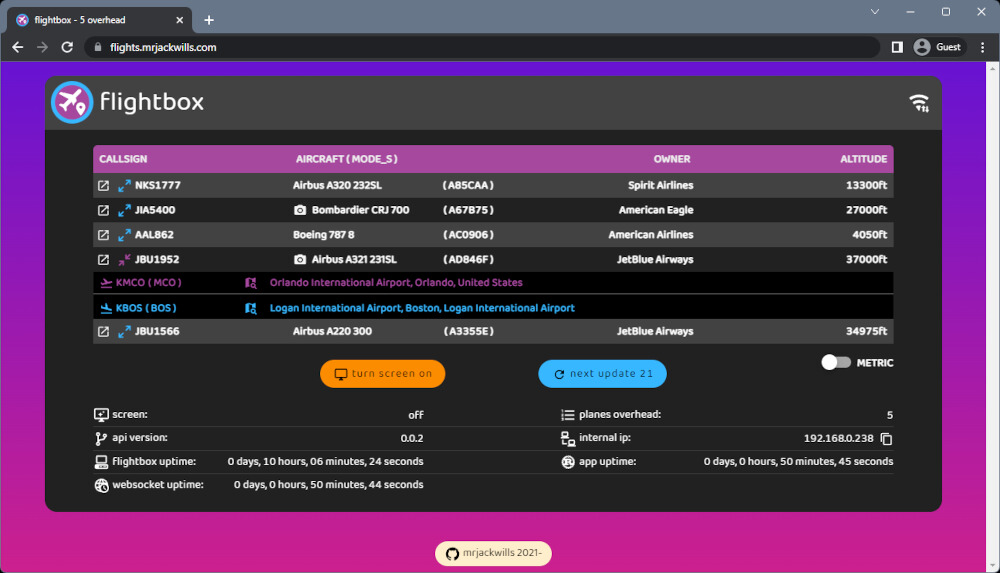 flightbox - 5 overhead
flights.mrjackwills.com
Guest
flightbox
CALLSIGN AIRCRAFT ( MODE_S ) OWNER ALTITUDE
NKS1777 Airbus A320 232SL ( A85CAA ) Spirit Airlines 13300ft
JIA5400 Bombardier CRJ 700 ( A67B75 ) American Eagle 27000ft
AAL862 Boeing 787 8 ( AC0906 ) American Airlines 4050ft
JBU1952 Airbus A321 231SL ( AD846F ) JetBlue Airways 37000ft
KMCO ( MCO ) Orlando International Airport, Orlando, United States
KBOS ( BOS ) Logan International Airport, Boston, Logan International Airport
JBU1566 Airbus A220 300 ( A3355E ) JetBlue Airways 34975ft
METRIC
turn screen on next update 21
screen: off planes overhead: 5
api version: 0.0.2 internal ip: 192.168.0.238
flightbox uptime: 0 days, 10 hours, 06 minutes, 24 seconds app uptime: 0 days, 0 hours, 50 minutes, 45 seconds
websocket uptime: 0 days, 0 hours, 50 minutes, 44 seconds
mrjackwills 2021-